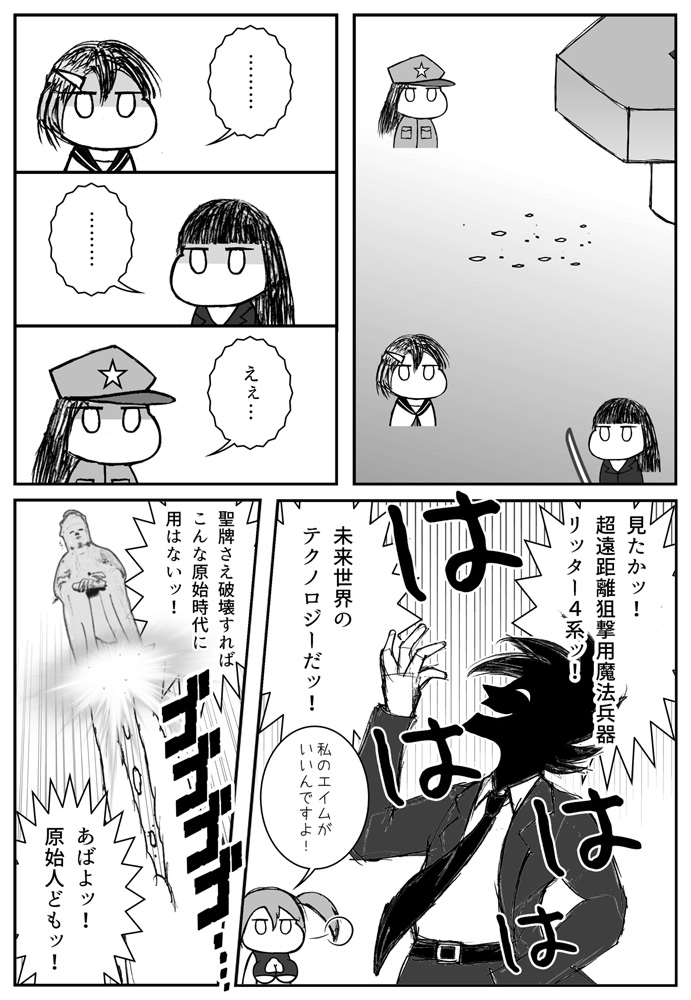 ………
………
えぇ…
見たかッ！
超遠距離狙撃用魔法兵器
リッター４系ッ！
は
は
は
は
未来世界の
テクノロジーだッ！
私のエイムが
いいんですよ！
聖牌さえ破壊すれば
こんな原始時代に
用はないッ！
ゴゴゴゴゴ……
あばよッ！
原始人どもッ！